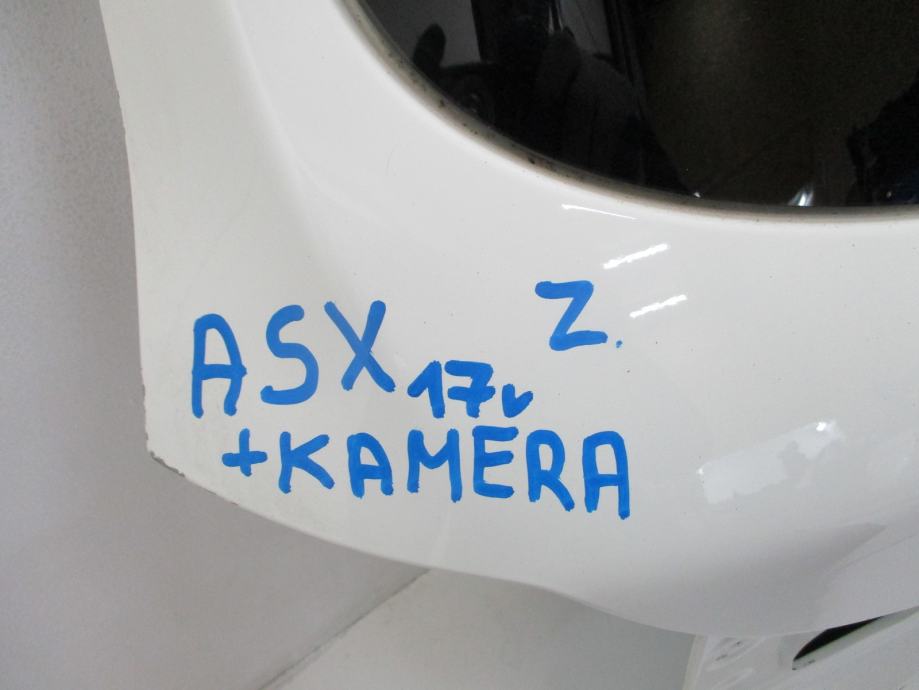 ASX 17v Z.
+KAMERA